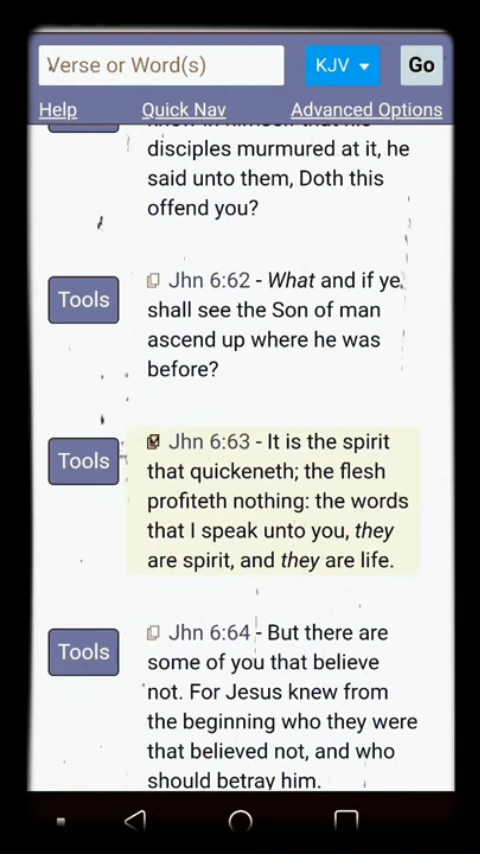 Verse or Word(s)
KJV
Go
Help
Quick Nav
Advanced Options
disciples murmured at it, he
said unto them, Doth this
offend you?
Tools
Jhn 6:62 - What and if ye
shall see the Son of man
ascend up where he was
before?
Tools
Jhn 6:63 - It is the spirit
that quickeneth; the flesh
profiteth nothing: the words
that I speak unto you, they
are spirit, and they are life.
Tools
Jhn 6:64 - But there are
some of you that believe
not. For Jesus knew from
the beginning who they were
that believed not, and who
should betray him.